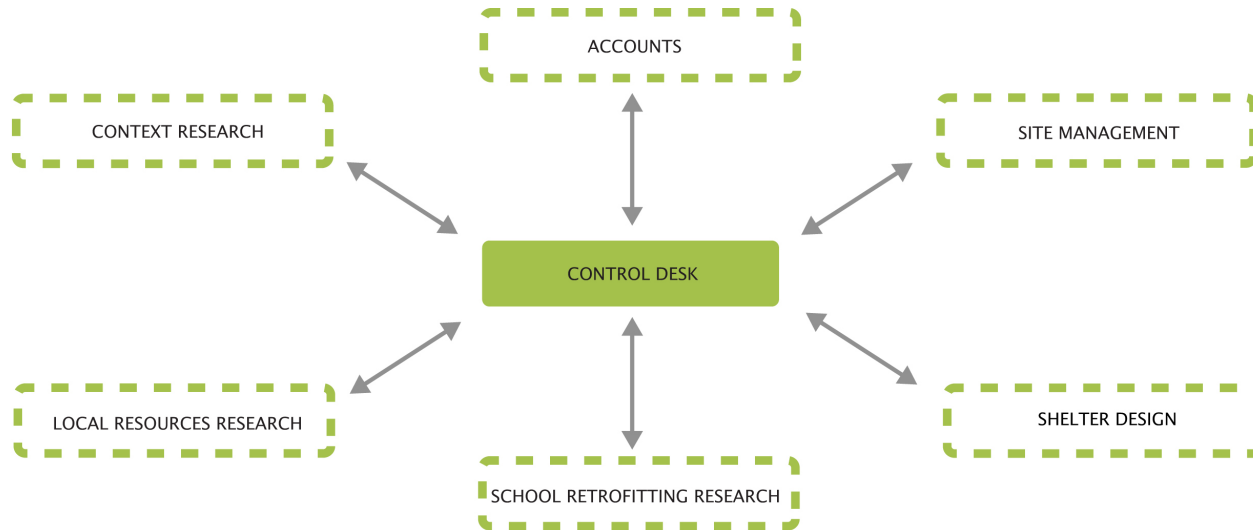 ACCOUNTS
CONTEXT RESEARCH
SITE MANAGEMENT
CONTROL DESK
LOCAL RESOURCES RESEARCH
SHELTER DESIGN
SCHOOL RETROFITTING RESEARCH